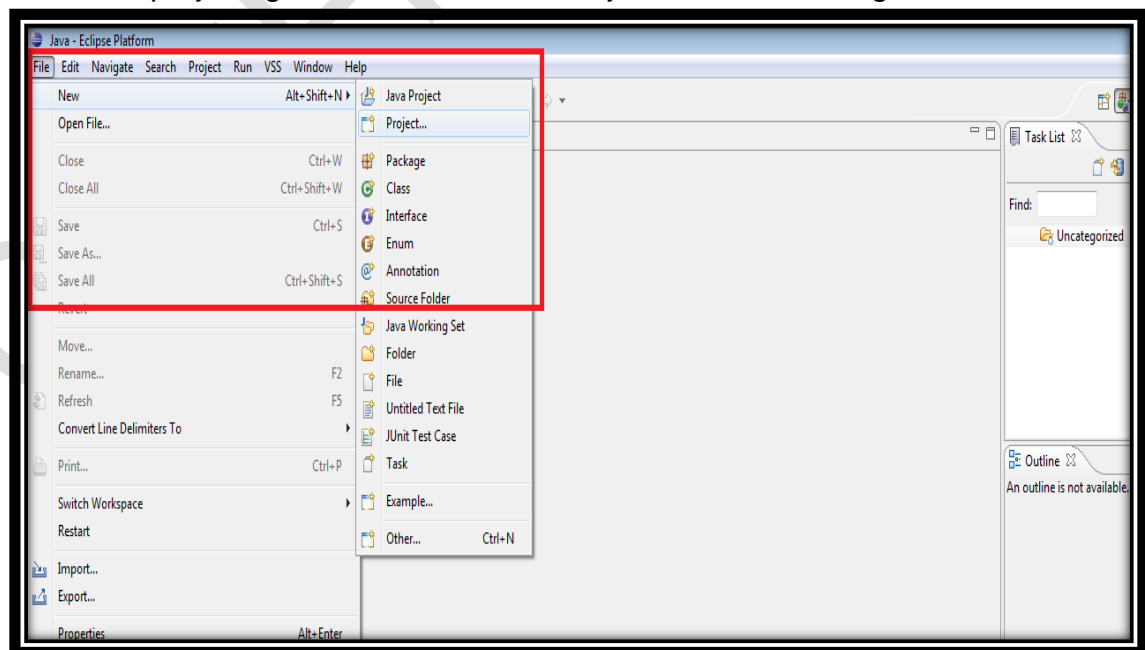 Java - Eclipse Platform
File Edit Navigate Search Project Run VSS Window Help
New Alt+Shift+N
Open File...
Close Ctrl+W
Close All Ctrl+Shift+W
Save Ctrl+S
Save As...
Save All Ctrl+Shift+S
Revert
Move...
Rename... F2
Refresh F5
Convert Line Delimiters To
Print... Ctrl+P
Switch Workspace
Restart
Import...
Export...
Properties Alt+Enter
Java Project
Project...
Package
Class
Interface
Enum
Annotation
Source Folder
Java Working Set
Folder
File
Untitled Text File
JUnit Test Case
Task
Example...
Other... Ctrl+N
Task List
Find:
Uncategorized
Outline
An outline is not available.